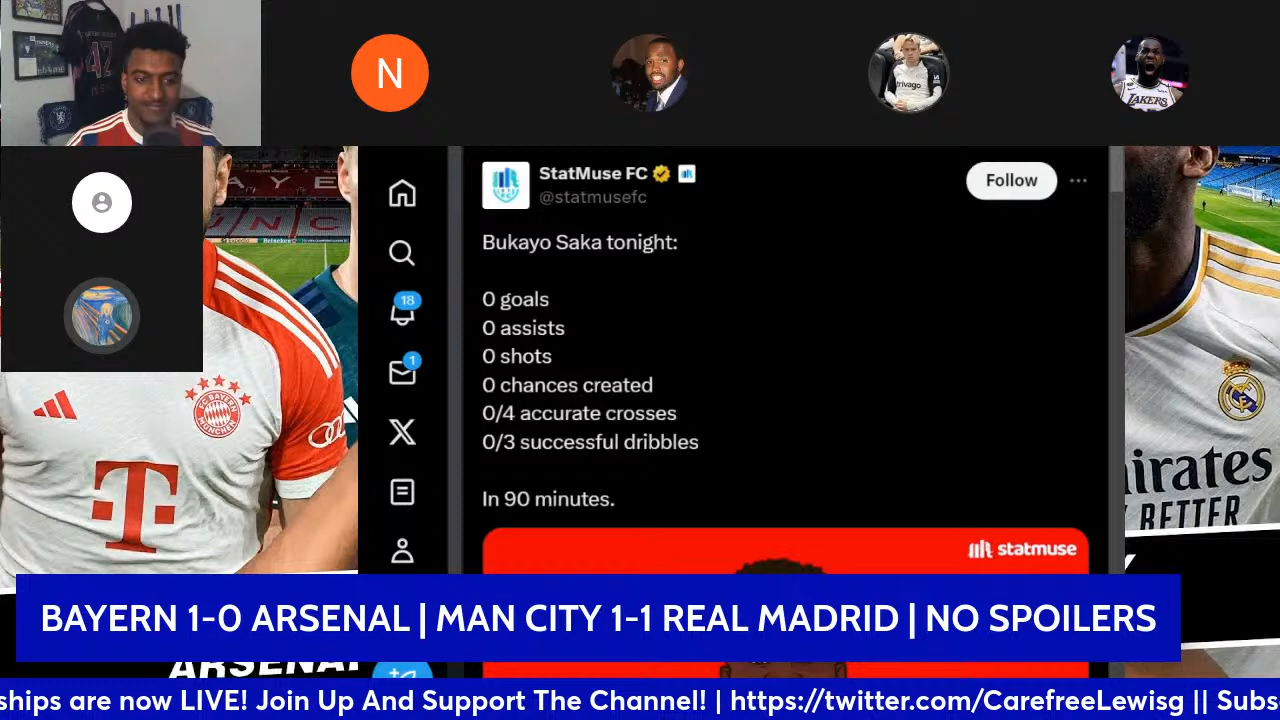 N
trivago
LAKERS
StatMuse FC
@statmusefc
Follow
18
1
Bukayo Saka tonight:
0 goals
0 assists
0 shots
0 chances created
0/4 accurate crosses
0/3 successful dribbles
In 90 minutes.
statmuse
FC BAYERN
MÜNCHEN
T
irates
BETTER
BAYERN 1-0 ARSENAL | MAN CITY 1-1 REAL MADRID | NO SPOILERS
ARSENAL
ships are now LIVE! Join Up And Support The Channel! | https://twitter.com/CarefreeLewisg || Subs